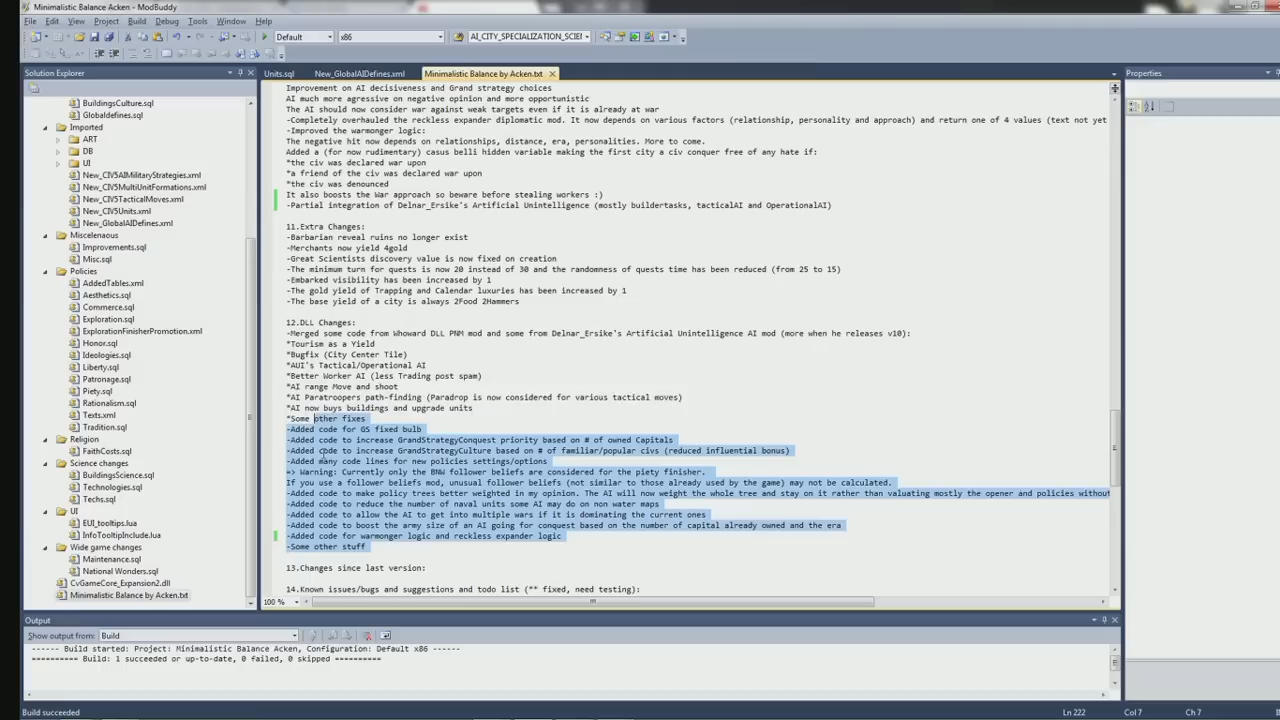 Minimalistic Balance Acken - ModBuddy
File Edit View Project Build Debug Tools Window Help
Default x86 AI_CITY_SPECIALIZATION_SCIE
Solution Explorer
BuildingsCulture.sql
Globaldefines.sql
Imported
ART
DB
UI
New_CIV5AIMilitaryStrategies.xml
New_CIV5MultiUnitFormations.xml
New_CIV5TacticalMoves.xml
New_CIV5Units.xml
New_GlobalAIDefines.xml
Miscelenaous
Improvements.sql
Misc.sql
Policies
AddedTables.xml
Aesthetics.sql
Commerce.sql
Exploration.sql
ExplorationFinisherPromotion.xml
Honor.xml
Ideologies.sql
Liberty.sql
Patronage.sql
Piety.sql
Rationalism.sql
Texts.xml
Tradition.sql
Religion
FaithCosts.sql
Science changes
BuildingsScience.sql
Technologies.sql
Techs.sql
UI
EUI_tooltips.lua
InfoTooltipInclude.lua
Wide game changes
Maintenance.sql
National Wonders.sql
CvGameCore_Expansion2.dll
Minimalistic Balance by Acken.txt
Units.sql New_GlobalAIDefines.xml Minimalistic Balance by Acken.txt
Improvement on AI decisiveness and Grand strategy choices
AI much more agressive on negative opinion and more opportunistic
The AI should now consider war against weak targets even if it is already at war
-Completely overhauled the reckless expander diplomatic mod. It now depends on various factors (relationship, personality and approach) and return one of 4 values (text not yet
-Improved the warmonger logic:
The negative hit now depends on relationships, distance, era, personalities. More to come.
Added a (for now rudimentary) casus belli hidden variable making the first city a civ conquer free of any hate if:
*the civ was declared war upon
*a friend of the civ was declared war upon
*the civ was denounced
It also boosts the War approach so beware before stealing workers :)
-Partial integration of Delnar_Ersike's Artificial Unintelligence (mostly buildertasks, tacticalAI and OperationalAI)
11.Extra Changes:
-Barbarian reveal ruins no longer exist
-Merchants now yield 4gold
-Great Scientists discovery value is now fixed on creation
-The minimum turn for quests is now 20 instead of 30 and the randomness of quests time has been reduced (from 25 to 15)
-Embarked visibility has been increased by 1
-The gold yield of Trapping and Calendar luxuries has been increased by 1
-The base yield of a city is always 2Food 2Hammers
12.DLL Changes:
-Merged some code from Whoward DLL PNM mod and some from Delnar_Ersike's Artificial Unintelligence AI mod (more when he releases v10):
*Tourism as a Yield
*Bugfix (City Center Tile)
*AUI's Tactical/Operational AI
*Better Worker AI (less Trading post spam)
*AI range Move and shoot
*AI Paratroopers path-finding (Paradrop is now considered for various tactical moves)
*AI now buys buildings and upgrade units
*Some other fixes
-Added code for GS fixed bulb
-Added code to increase GrandStrategyConquest priority based on # of owned Capitals
-Added code to increase GrandStrategyCulture based on # of familiar/popular civs (reduced influential bonus)
-Added many code lines for new policies settings/options
=> Warning: Currently only the BNW follower beliefs are considered for the piety finisher.
If you use a follower beliefs mod, unusual follower beliefs (not similar to those already used by the game) may not be calculated.
-Added code to make policy trees better weighted in my opinion. The AI will now weight the whole tree and stay on it rather than valuating mostly the opener and policies without
-Added code to reduce the number of naval units some AI may do on non water maps
-Added code to allow the AI to get into multiple wars if it is dominating the current ones
-Added code to boost the army size of an AI going for conquest based on the number of capital already owned and the era
-Added code for warmonger logic and reckless expander logic
-Some other stuff
13.Changes since last version:
14.Known issues/bugs and suggestions and todo list (** fixed, need testing):
100 %
Properties
Output
Show output from: Build
------ Build started: Project: Minimalistic Balance Acken, Configuration: Default x86 ------
========== Build: 1 succeeded or up-to-date, 0 failed, 0 skipped ==========
Build succeeded Ln 222 Col 7 Ch 7 INS